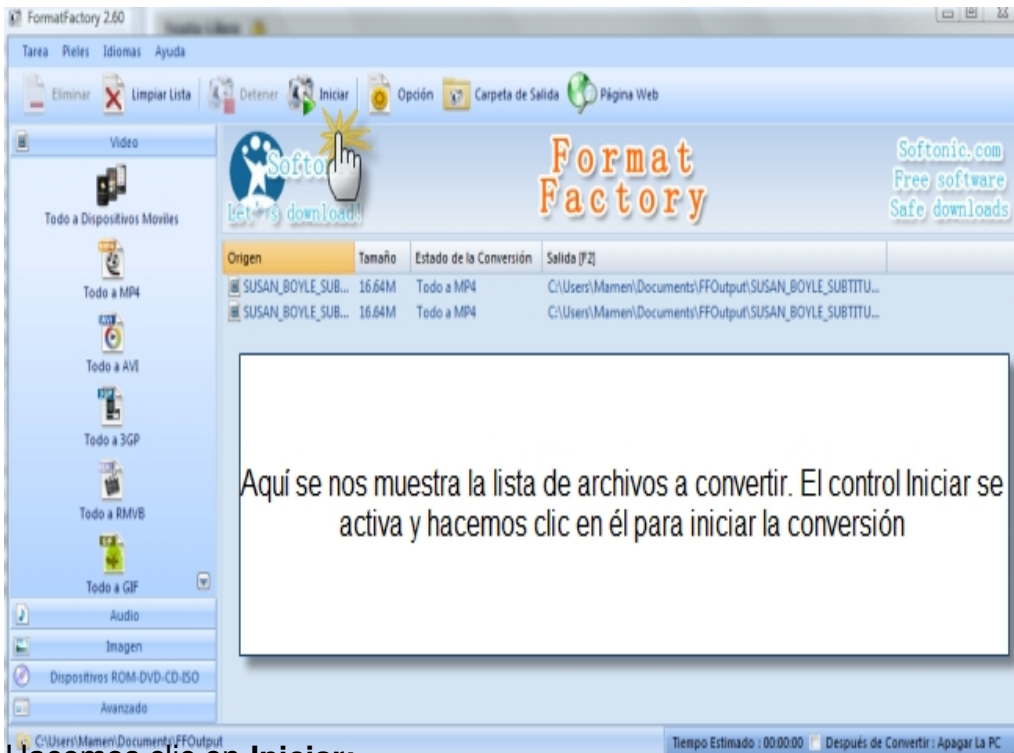 FormatFactory 2.60
Tarea Pieles Idiomas Ayuda
Eliminar Limpiar Lista Detener Iniciar Opción Carpeta de Salida Página Web
Video
Todo a Dispositivos Moviles
Todo a MP4
Todo a AVI
Todo a 3GP
Todo a RMVB
Todo a GIF
Audio
Imagen
Dispositivos ROM-DVD-CD-ISO
Avanzado
Let's download!
Format
Factory
Softonic.com
Free software
Safe downloads
Origen Tamaño Estado de la Conversión Salida [F2]
SUSAN_BOYLE_SUB... 16.64M Todo a MP4 C:\Users\Mamen\Documents\FFOutput\SUSAN_BOYLE_SUBTITU...
SUSAN_BOYLE_SUB... 16.64M Todo a MP4 C:\Users\Mamen\Documents\FFOutput\SUSAN_BOYLE_SUBTITU...
Aquí se nos muestra la lista de archivos a convertir. El control Iniciar se
activa y hacemos clic en él para iniciar la conversión
C:\Users\Mamen\Documents\FFOutput Tiempo Estimado : 00:00:00 Después de Convertir : Apagar La PC
Hacemos clic en Iniciar: